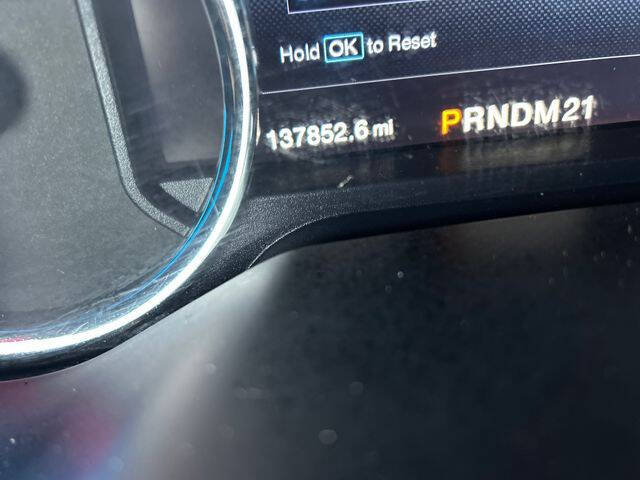 Hold OK to Reset
137852.6 mi PRNDM21